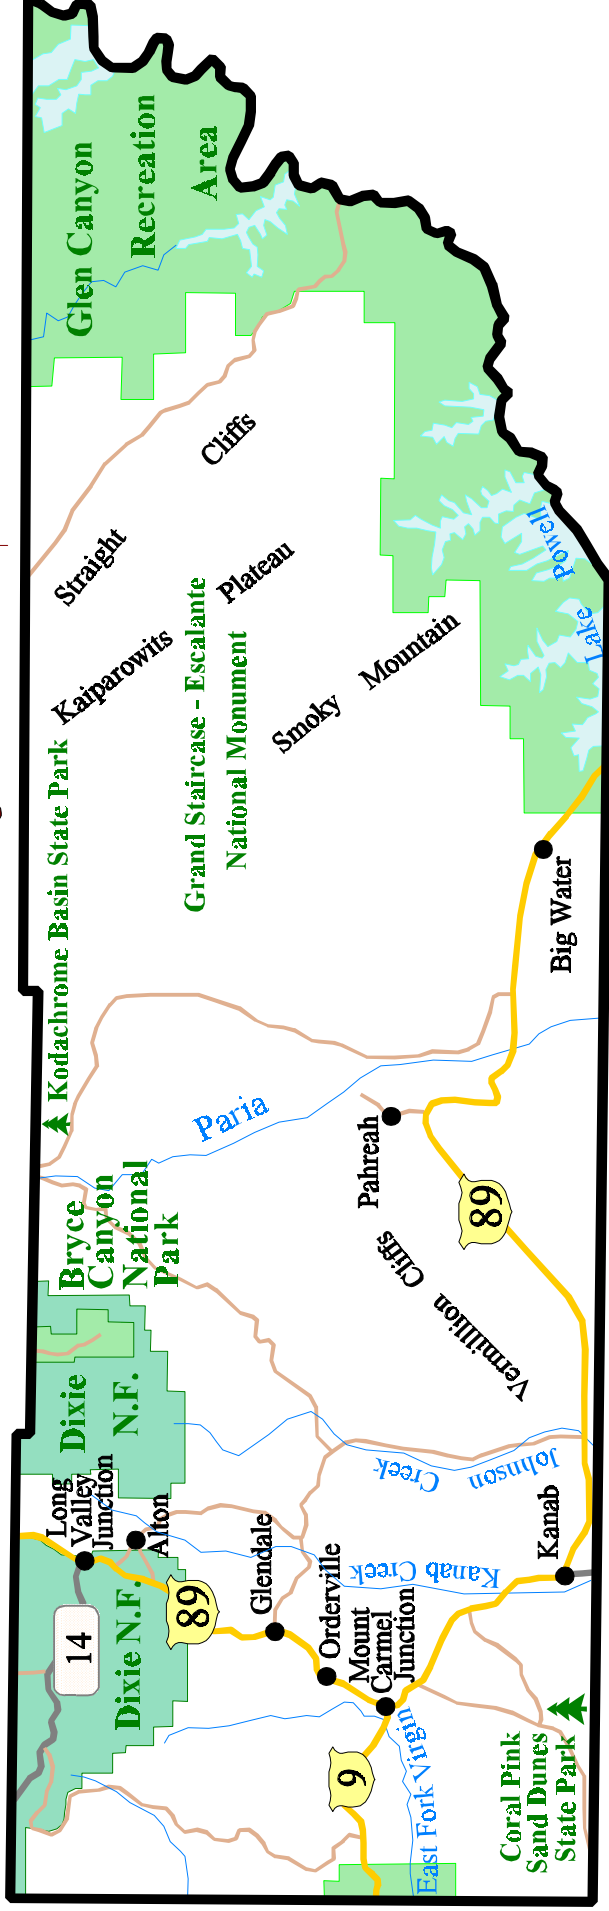 Glen Canyon
Recreation
Area
Straight
Cliffs
Kaiparowits
Plateau
Grand Staircase - Escalante
National Monument
Smoky
Mountain
Lake
Powell
Kodachrome Basin State Park
Big Water
Paria
Pahreah
Bryce
Canyon
National
Park
89
Vermillion
Cliffs
Dixie
N.F.
Johnson
Creek
Long
Valley
Junction
Alton
Kanab
Kanab Creek
Glendale
Orderville
Mount
Carmel
Junction
89
14
Dixie N.F.
9
East Fork Virgin
Coral Pink
Sand Dunes
State Park